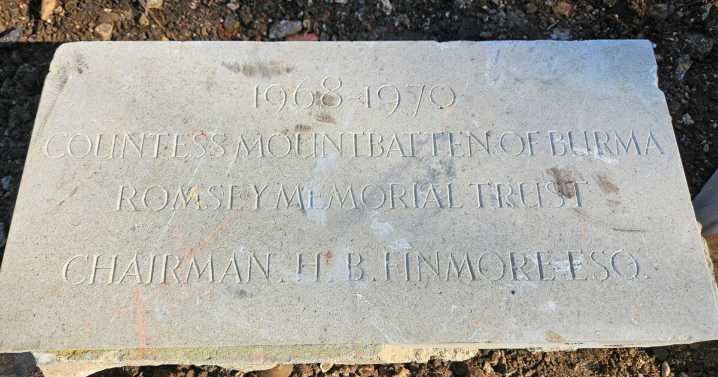 1968-1970
COUNTESS MOUNTBATTEN OF BURMA
ROMSEY MEMORIAL TRUST
CHAIRMAN. H. B. FINMORE ESQ.